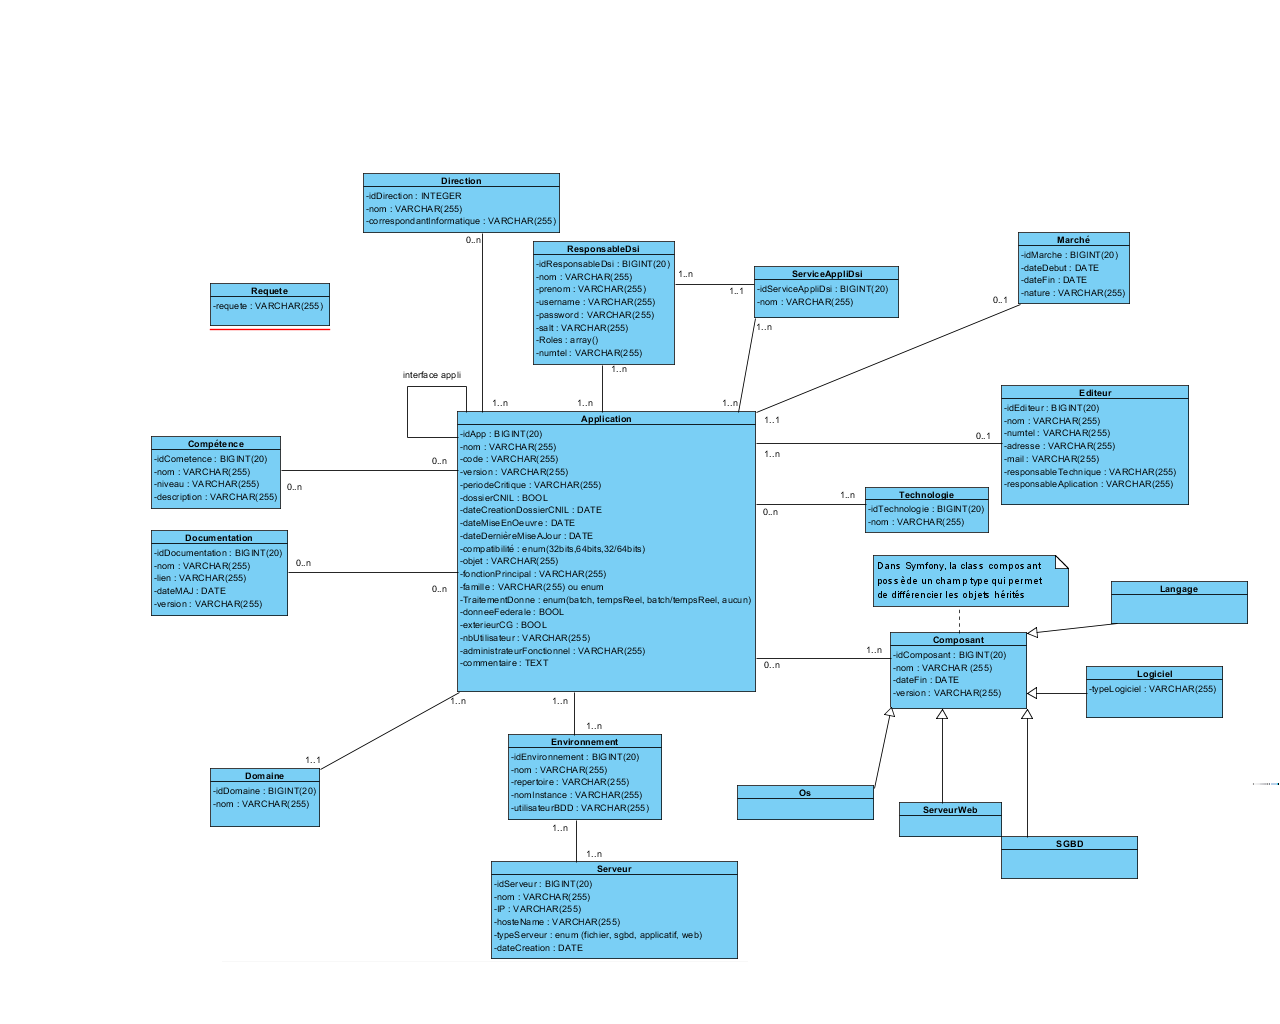 Direction
-idDirection : INTEGER
-nom : VARCHAR(255)
-correspondantInformatique : VARCHAR(255)
0..n
1..n
ResponsableDsi
-idResponsableDsi : BIGINT(20)
-nom : VARCHAR(255)
-prenom : VARCHAR(255)
-username : VARCHAR(255)
-password : VARCHAR(255)
-salt : VARCHAR(255)
-Roles : array()
-numtel : VARCHAR(255)
1..n
1..1
1..n
1..n
ServiceAppliDsi
-idServiceAppliDsi : BIGINT(20)
-nom : VARCHAR(255)
1..n
1..n
Marché
-idMarche : BIGINT(20)
-dateDebut : DATE
-dateFin : DATE
-nature : VARCHAR(255)
0..1
1..1
Requete
-requete : VARCHAR(255)
interface appli
Application
-idApp : BIGINT(20)
-nom : VARCHAR(255)
-code : VARCHAR(255)
-version : VARCHAR(255)
-periodeCritique : VARCHAR(255)
-dossierCNIL : BOOL
-dateCreationDossierCNIL : DATE
-dateMiseEnOeuvre : DATE
-dateDernièreMiseAJour : DATE
-compatibilité : enum(32bits,64bits,32/64bits)
-objet : VARCHAR(255)
-fonctionPrincipal : VARCHAR(255)
-famille : VARCHAR(255) ou enum
-TraitementDonne : enum(batch, tempsReel, batch/tempsReel, aucun)
-donneeFederale : BOOL
-exterieurCG : BOOL
-nbUtilisateur : VARCHAR(255)
-administrateurFonctionnel : VARCHAR(255)
-commentaire : TEXT
Editeur
-idEditeur : BIGINT(20)
-nom : VARCHAR(255)
-numtel : VARCHAR(255)
-adresse : VARCHAR(255)
-mail : VARCHAR(255)
-responsableTechnique : VARCHAR(255)
-responsableAplication : VARCHAR(255)
0..1
1..n
Compétence
-idCometence : BIGINT(20)
-nom : VARCHAR(255)
-niveau : VARCHAR(255)
-description : VARCHAR(255)
0..n
0..n
Technologie
-idTechnologie : BIGINT(20)
-nom : VARCHAR(255)
1..n
0..n
Documentation
-idDocumentation : BIGINT(20)
-nom : VARCHAR(255)
-lien : VARCHAR(255)
-dateMAJ : DATE
-version : VARCHAR(255)
0..n
0..n
Dans Symfony, la class composant
possède un champ type qui permet
de différencier les objets hérités
Langage
Composant
-idComposant : BIGINT(20)
-nom : VARCHAR (255)
-dateFin : DATE
-version : VARCHAR(255)
1..n
0..n
Logiciel
-typeLogiciel : VARCHAR(255)
1..n
1..1
1..n
1..n
Domaine
-idDomaine : BIGINT(20)
-nom : VARCHAR(255)
Environnement
-idEnvironnement : BIGINT(20)
-nom : VARCHAR(255)
-repertoire : VARCHAR(255)
-nomInstance : VARCHAR(255)
-utilisateurBDD : VARCHAR(255)
1..n
1..n
Os
ServeurWeb
SGBD
Serveur
-idServeur : BIGINT(20)
-nom : VARCHAR(255)
-IP : VARCHAR(255)
-hosteName : VARCHAR(255)
-typeServeur : enum (fichier, sgbd, applicatif, web)
-dateCreation : DATE